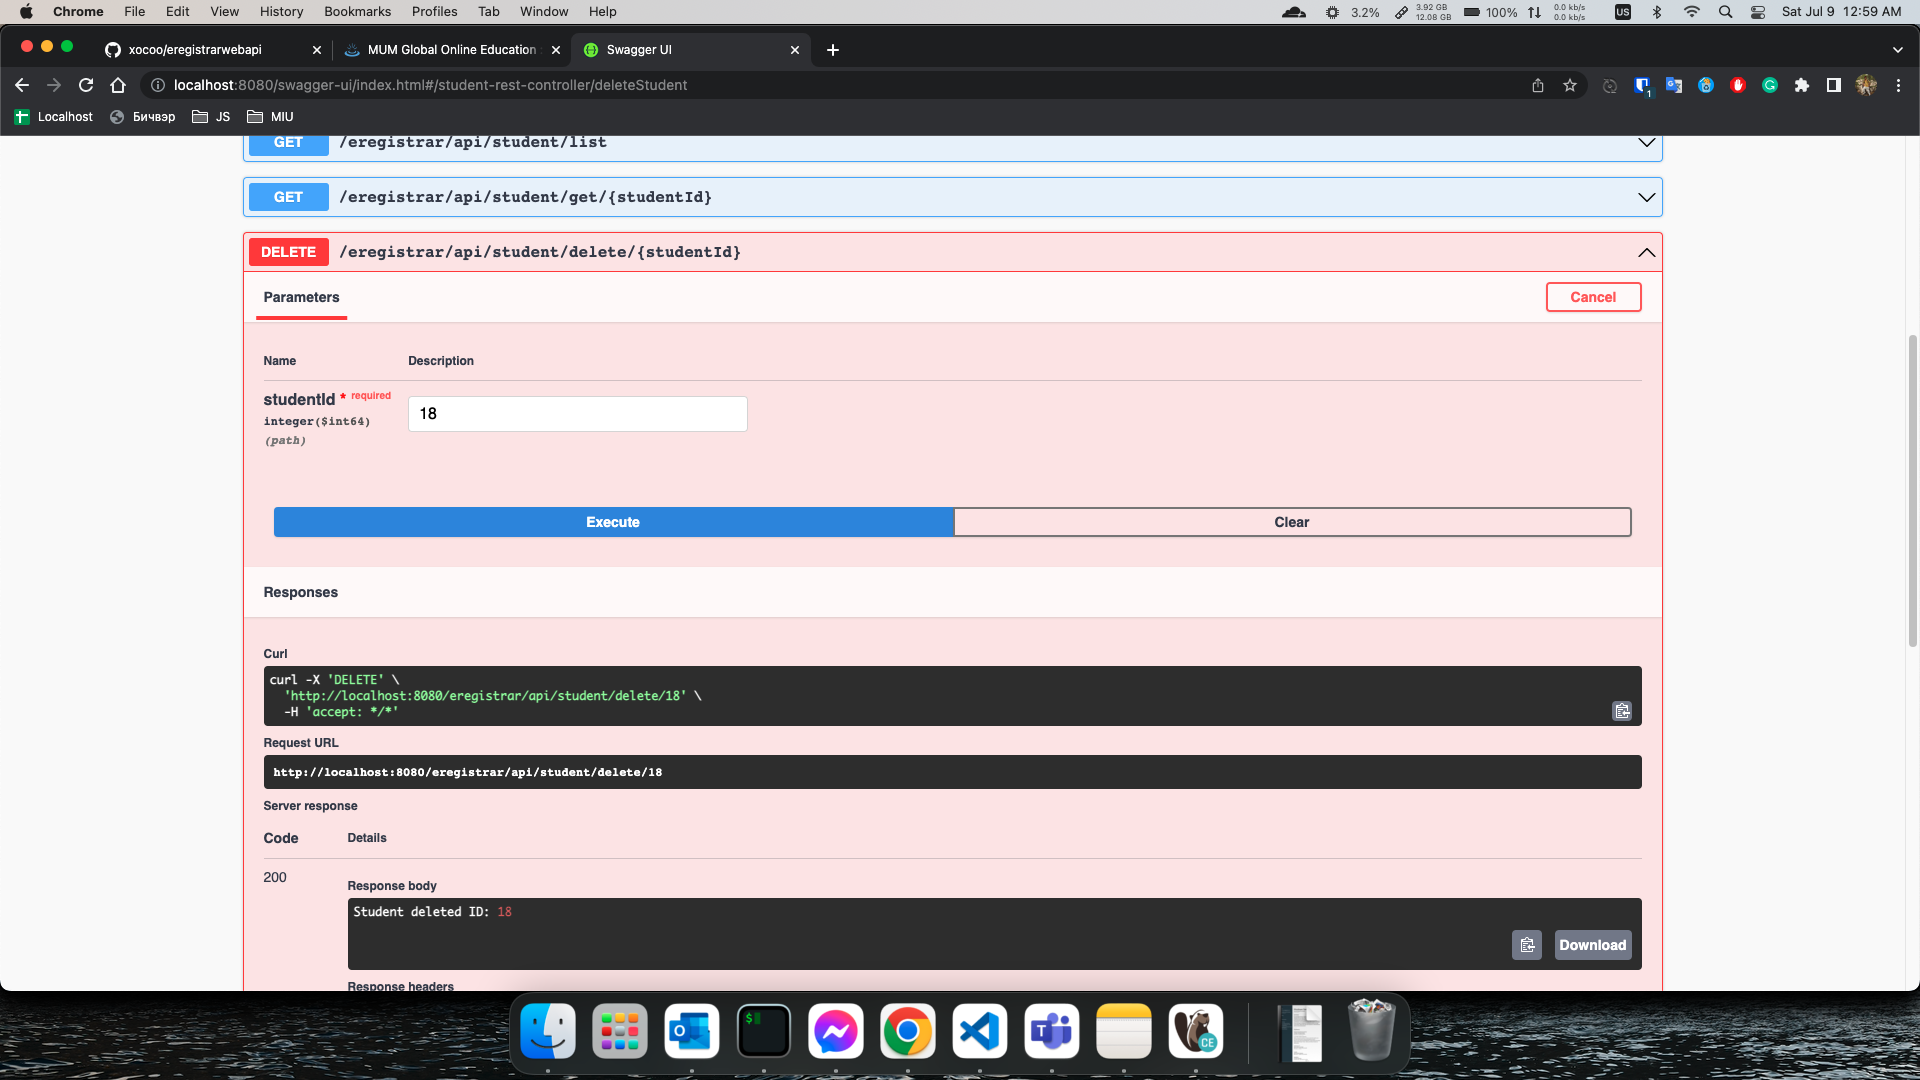 Chrome File Edit View History Bookmarks Profiles Tab Window Help 3.2% 3.92 GB 12.08 GB 100% 0.0 kb/s 0.0 kb/s US Sat Jul 9 12:59 AM
xocoo/eregistrarwebapi MUM Global Online Education Swagger UI
localhost:8080/swagger-ui/index.html#/student-rest-controller/deleteStudent 1
Localhost Бичвэр JS MIU
GET /eregistrar/api/student/list
GET /eregistrar/api/student/get/{studentId}
DELETE /eregistrar/api/student/delete/{studentId}
Parameters Cancel
Name Description
studentId * required
integer($int64)
(path)
18
Execute Clear
Responses
Curl
curl -X 'DELETE' \
'http://localhost:8080/eregistrar/api/student/delete/18' \
-H 'accept: */*'
Request URL
http://localhost:8080/eregistrar/api/student/delete/18
Server response
Code Details
200
Response body
Student deleted ID: 18
Download
Response headers
$ CE